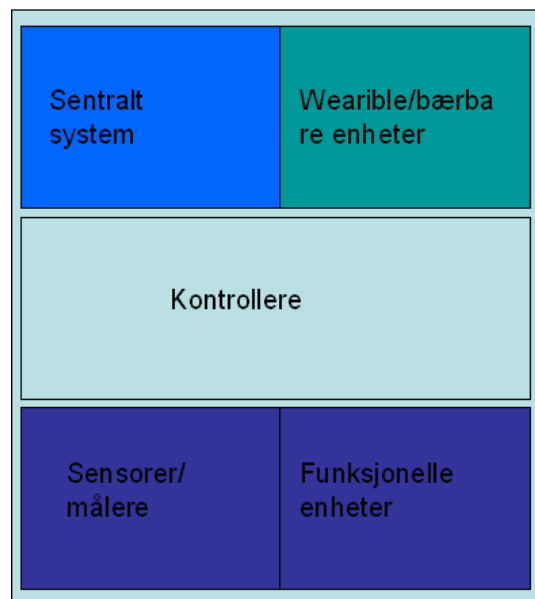 Sentralt
system
Wearible/bærba
re enheter
Kontrollere
Sensorer/
målere
Funksjonelle
enheter